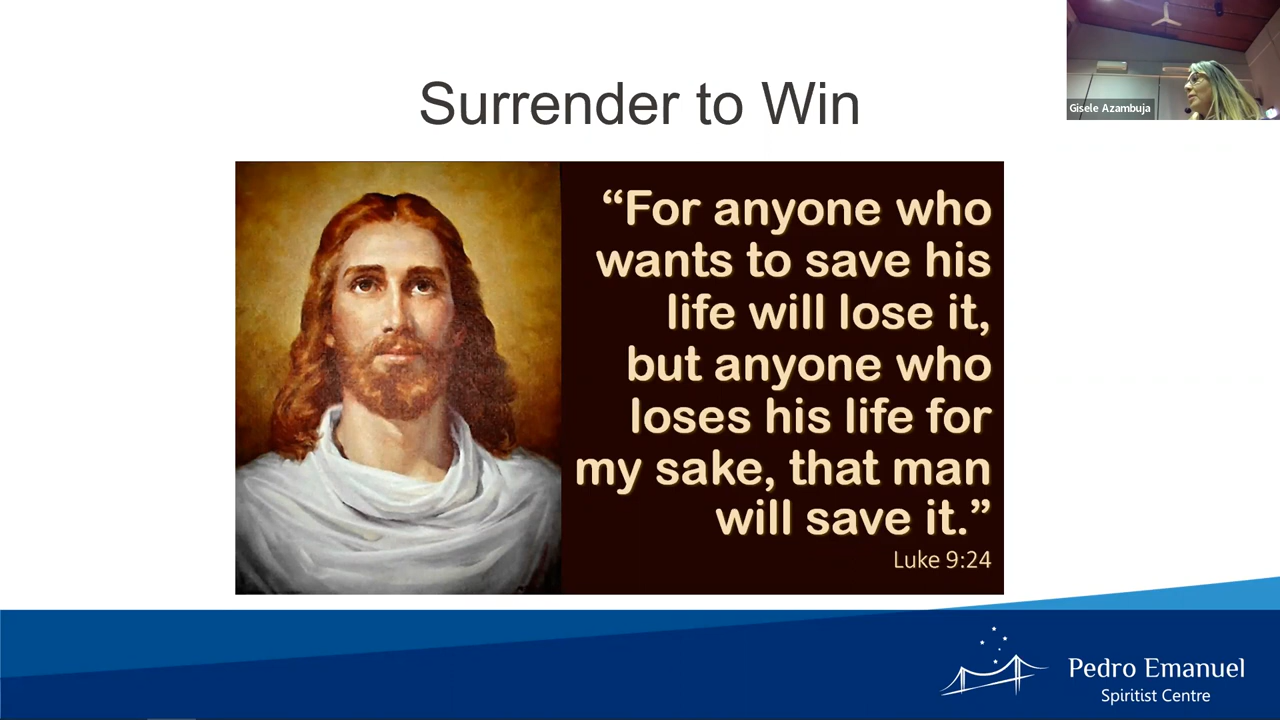 Surrender to Win
Gisele Azambuja
“For anyone who
wants to save his
life will lose it,
but anyone who
loses his life for
my sake, that man
will save it.”
Luke 9:24
Pedro Emanuel
Spiritist Centre